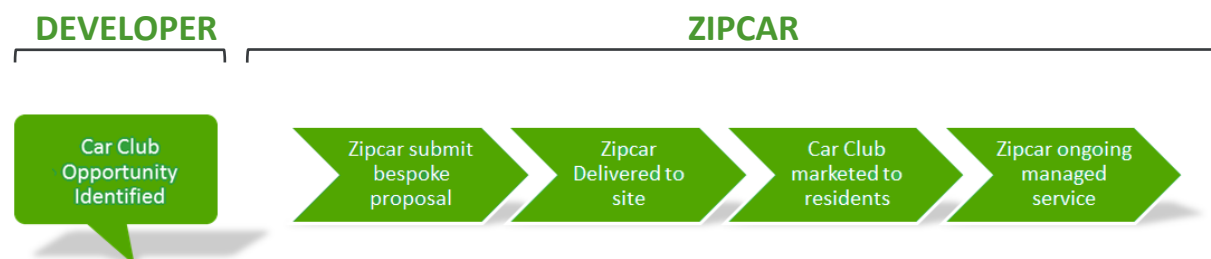 DEVELOPER
ZIPCAR
Car Club
Opportunity
Identified
Zipcar submit
bespoke
proposal
Zipcar
Delivered to
site
Car Club
marketed to
residents
Zipcar ongoing
managed
service